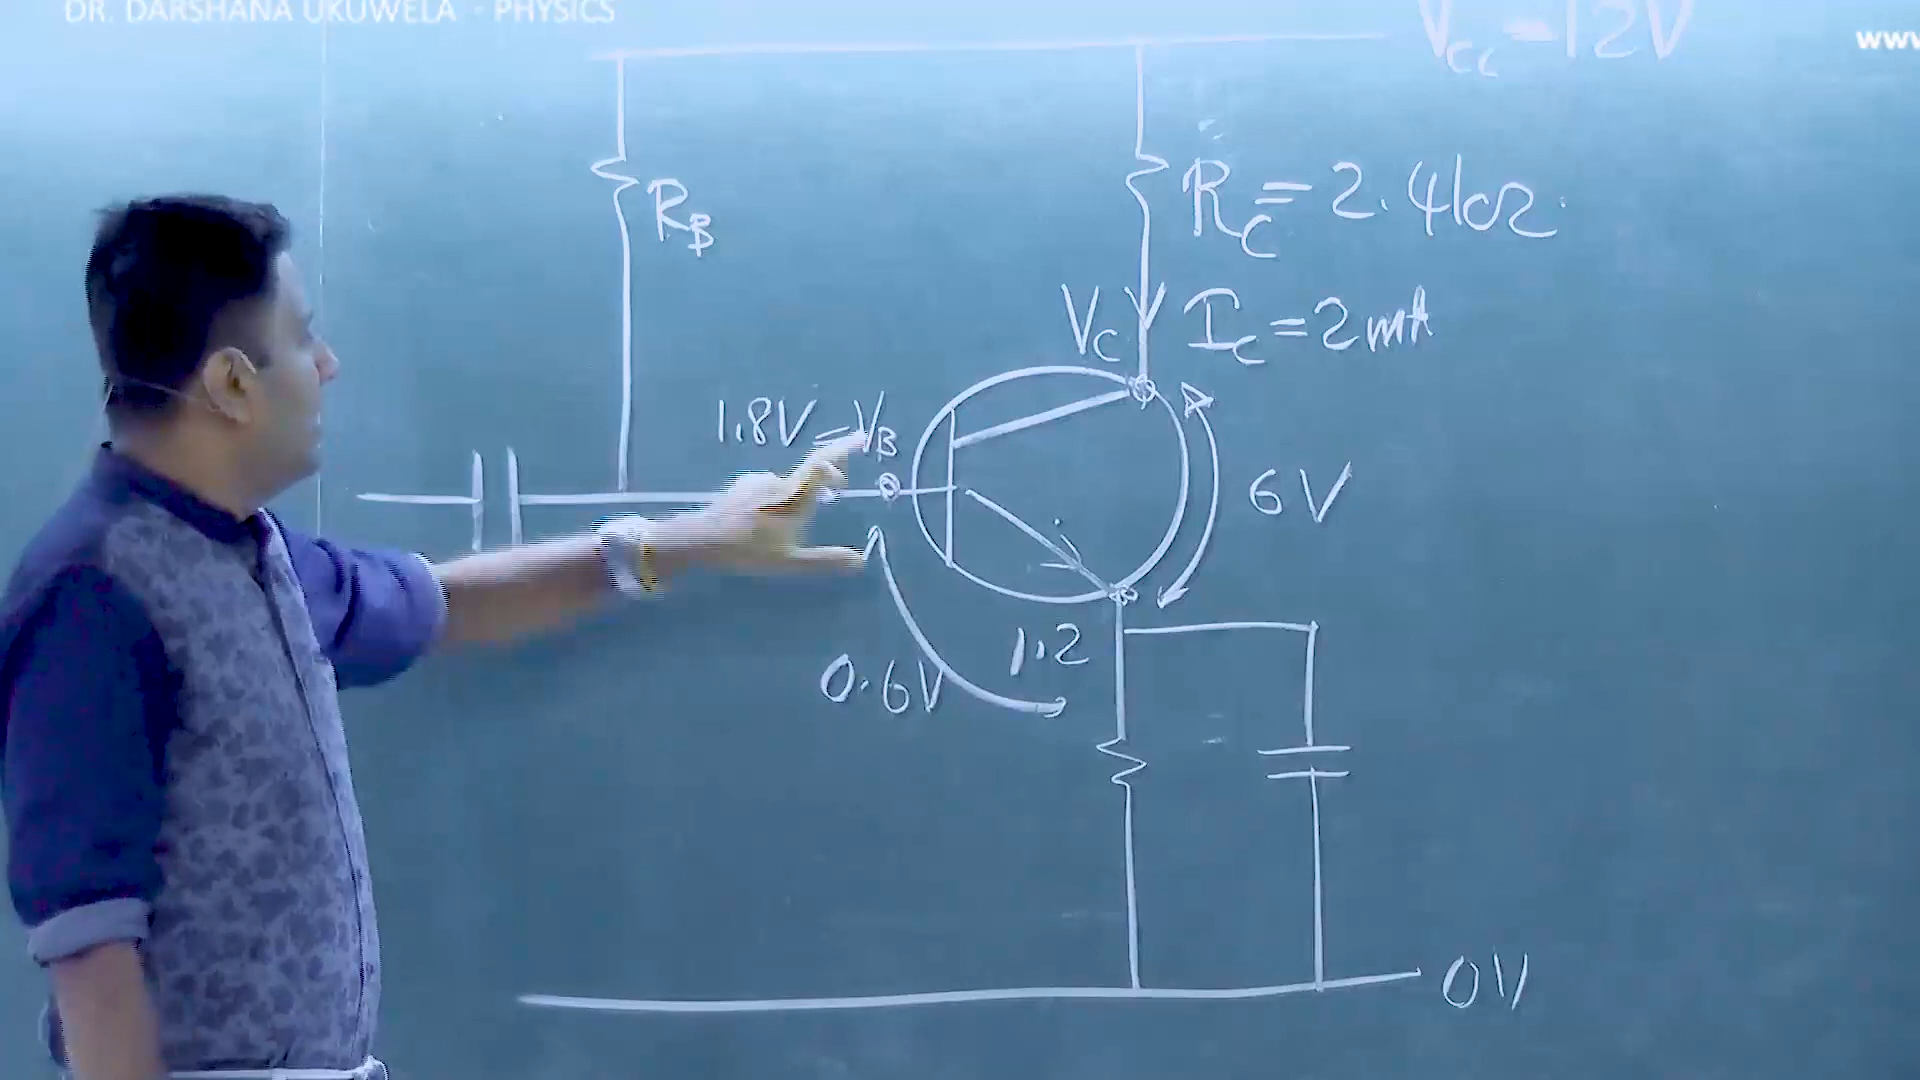 DR. DARSHANA UKUWELA - PHYSICS
www
Vcc = 12V
RB
RC = 2.4kΩ
VC
IC = 2mA
1.8V = VB
6V
1.2
0.6V
0V